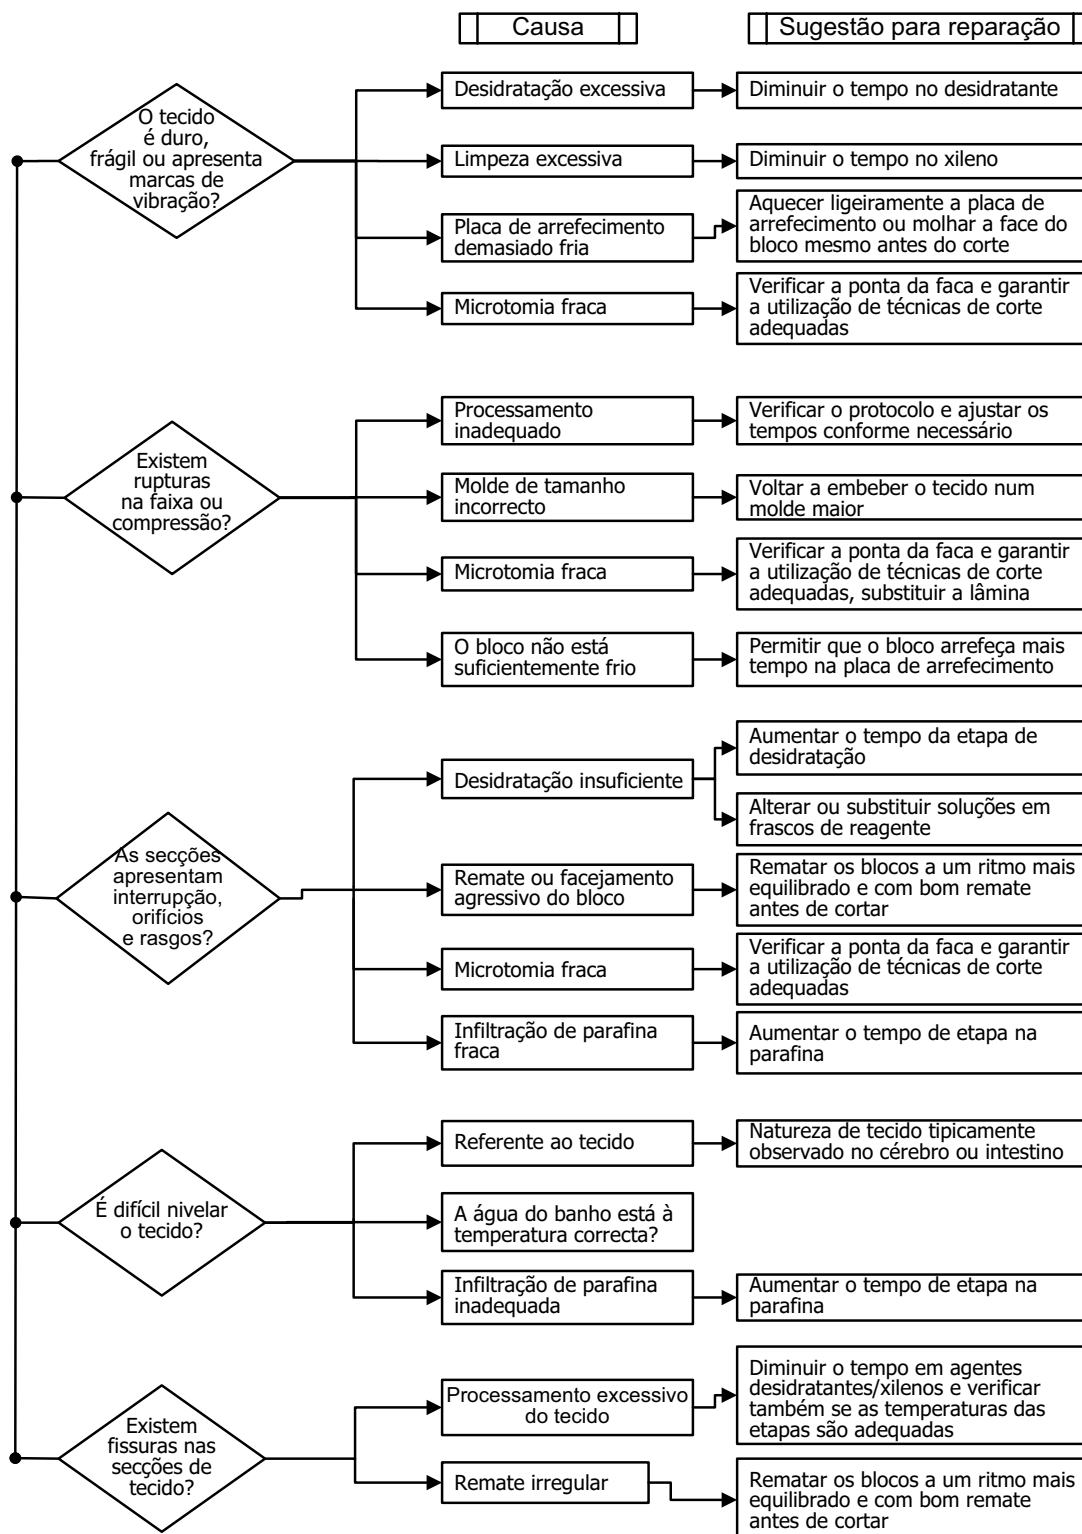 Causa
Sugestão para reparação
O tecido
é duro,
frágil ou apresenta
marcas de
vibração?
Desidratação excessiva
Diminuir o tempo no desidratante
Limpeza excessiva
Diminuir o tempo no xileno
Placa de arrefecimento
demasiado fria
Aquecer ligeiramente a placa de
arrefecimento ou molhar a face do
bloco mesmo antes do corte
Microtomia fraca
Verificar a ponta da faca e garantir
a utilização de técnicas de corte
adequadas
Existem
rupturas
na faixa ou
compressão?
Processamento
inadequado
Verificar o protocolo e ajustar os
tempos conforme necessário
Molde de tamanho
incorrecto
Voltar a embeber o tecido num
molde maior
Microtomia fraca
Verificar a ponta da faca e garantir
a utilização de técnicas de corte
adequadas, substituir a lâmina
O bloco não está
suficientemente frio
Permitir que o bloco arrefeça mais
tempo na placa de arrefecimento
As secções
apresentam
interrupção,
orifícios
e rasgos?
Desidratação insuficiente
Aumentar o tempo da etapa de
desidratação
Alterar ou substituir soluções em
frascos de reagente
Remate ou facejamento
agressivo do bloco
Rematar os blocos a um ritmo mais
equilibrado e com bom remate
antes de cortar
Microtomia fraca
Verificar a ponta da faca e garantir
a utilização de técnicas de corte
adequadas
Infiltração de parafina
fraca
Aumentar o tempo de etapa na
parafina
É difícil nivelar
o tecido?
Referente ao tecido
Natureza de tecido tipicamente
observado no cérebro ou intestino
A água do banho está à
temperatura correcta?
Infiltração de parafina
inadequada
Aumentar o tempo de etapa na
parafina
Existem
fissuras nas
secções de
tecido?
Processamento excessivo
do tecido
Diminuir o tempo em agentes
desidratantes/xilenos e verificar
também se as temperaturas das
etapas são adequadas
Remate irregular
Rematar os blocos a um ritmo mais
equilibrado e com bom remate
antes de cortar